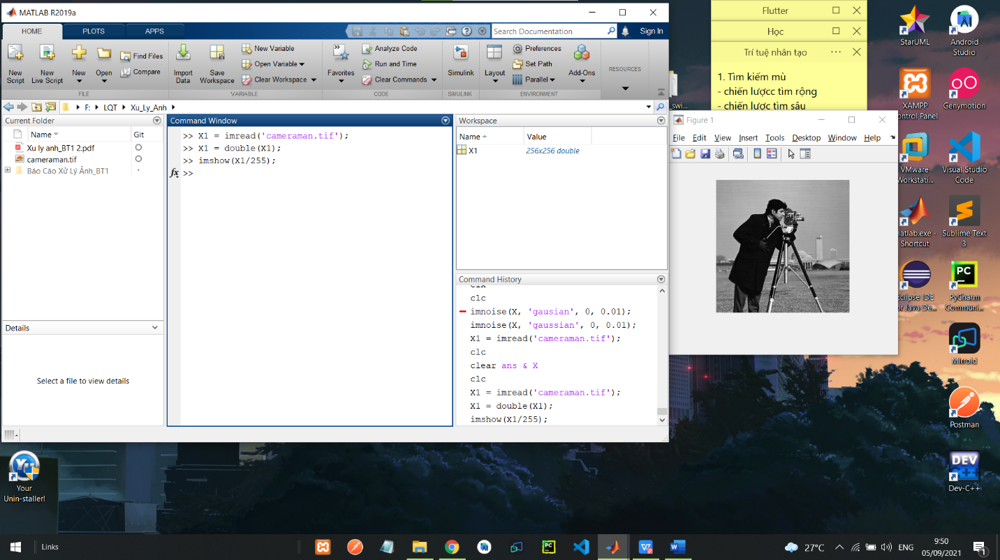 MATLAB R2019a
HOME
PLOTS
APPS
Search Documentation
Sign In
New Script
New Live Script
New
Open
Find Files
Compare
FILE
Import Data
Save Workspace
New Variable
Open Variable
Clear Workspace
VARIABLE
Favorites
Analyze Code
Run and Time
Clear Commands
CODE
Simulink
SIMULINK
Layout
Preferences
Set Path
Parallel
Add-Ons
ENVIRONMENT
RESOURCES
F: LQT Xu_Ly_Anh
Current Folder
Name Git
Xu ly anh_BT1 2.pdf
cameraman.tif
Báo Cáo Xử Lý Ảnh_BT1
Details
Select a file to view details
Command Window
>> X1 = imread('cameraman.tif');
>> X1 = double(X1);
>> imshow(X1/255);
fx >>
Workspace
Name Value
X1 256x256 double
Command History
clc
imnoise(X, 'gausian', 0, 0.01);
imnoise(X, 'gaussian', 0, 0.01);
X1 = imread('cameraman.tif');
clc
clear ans & X
clc
X1 = imread('cameraman.tif');
X1 = double(X1);
imshow(X1/255);
Flutter
Học
Trí tuệ nhân tạo
1. Tìm kiếm mù
- chiến lượcc tìm rộng
- chiến lược tìm sâu
_swi...
Figure 1
File Edit View Insert Tools Desktop Window Help
StarUML
Android Studio
XAMPP
ontrol Panel
Genymotion
VMware
Workstati...
Visual Studio Code
matlab.exe - Shortcut
Sublime Text 3
Eclipse IDE
or Java De...
PC
PyCharm Communi...
Mirroid
Postman
DEV C++
Dev-C++
YU
Your Unin-staller!
Links
PC
27°C
ENG
9:50
05/09/2021
1